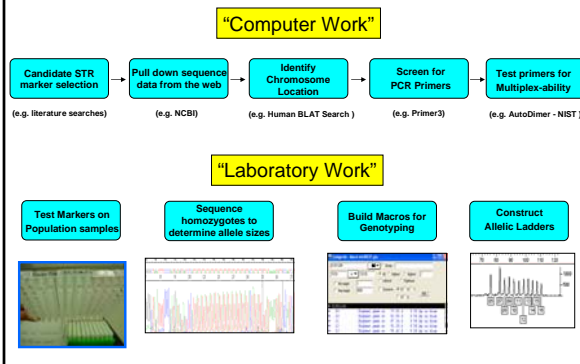 “Computer Work”
Candidate STR
marker selection
Pull down sequence
data from the web
Identify
Chromosome
Location
Screen for
PCR Primers
Test primers for
Multiplex-ability
(e.g. literature searches)
(e.g. NCBI)
(e.g. Human BLAT Search )
(e.g. Primer3)
(e.g. AutoDimer - NIST )
“Laboratory Work”
Test Markers on
Population samples
Sequence
homozygotes to
determine allele sizes
Build Macros for
Genotyping
Construct
Allelic Ladders